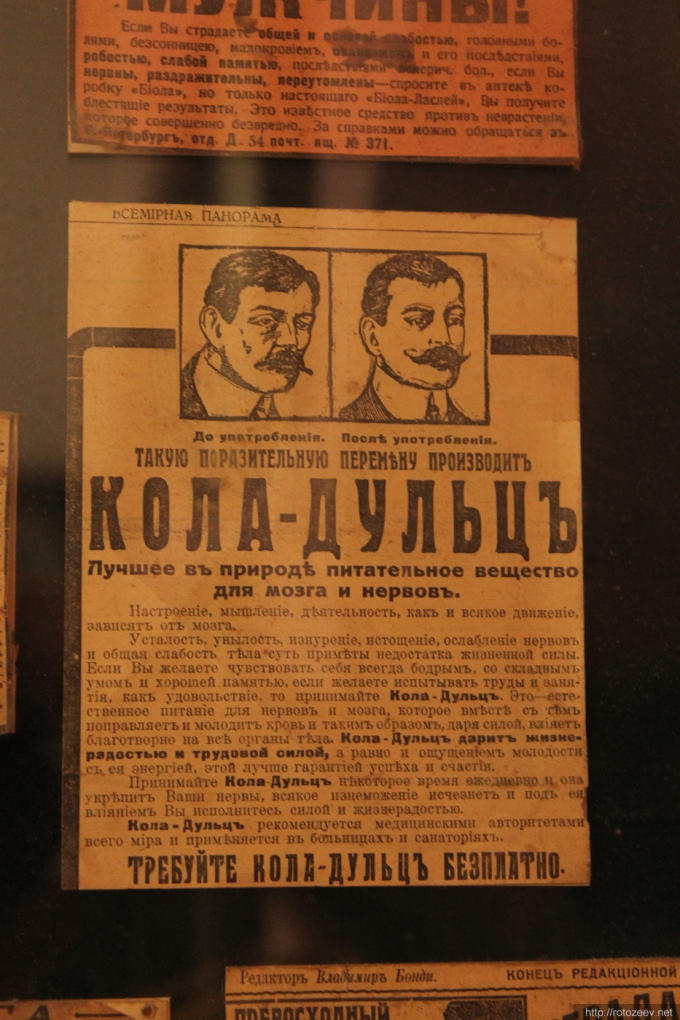 МУЖЧИНЫ!
Если Вы страдаете общей и половой слабостью, головными бо-
лями, безсонницею, малокровіем, и его послѣдствіями,
робостью, слабой памятью, послѣдствіями венерич. бол., если Вы
нервны, раздражительны, переутомлены—спросите въ аптекѣ ко-
робку «Біола», но только настоящаго «Біола-Ласлей», Вы получите
блестящіе результаты. Это извѣстное средство противъ неврастеніи,
которое совершенно безвредно. За справками можно обращаться въ
С.-Петербургъ, отд. Д. 54 почт. ящ. № 371.
ВСЕМІРНАЯ ПАНОРАМА
До употребленія. Послѣ употребленія.
ТАКУЮ ПОРАЗИТЕЛЬНУЮ ПЕРЕМѢНУ ПРОИЗВОДИТЪ
КОЛА-ДУЛЬЦЪ
Лучшее въ природѣ питательное вещество
для мозга и нервовъ.
Настроеніе, мышленіе, дѣятельность, какъ и всякое движеніе,
зависятъ отъ мозга.
Усталость, унылость, изнуреніе, истощеніе, ослабленіе нервовъ
и общая слабость тѣла суть примѣты недостатка жизненной силы.
Если Вы желаете чувствовать себя всегда бодрымъ, со складнымъ
умомъ и хорошей памятью, если желаете испытывать труды и заня-
тія, какъ удовольствіе, то принимайте Кола-Дульцъ. Это—есте-
ственное питаніе для нервовъ и мозга, которое вмѣстѣ съ тѣмъ
поправляетъ и молодитъ кровь и такимъ образомъ, даря силой, вліяетъ
благотворно на всѣ органы тѣла. Кола-Дульцъ даритъ жизне-
радостью и трудовой силой, а равно и ощущеніемъ молодости
съ ея энергіей, этой лучше гарантіей успѣха и счастія.
Принимайте Кола-Дульцъ нѣкоторое время ежедневно и она
укрѣпитъ Ваши нервы, всякое изнеможеніе исчезнетъ и подъ ея
вліяніемъ Вы исполнитесь силой и жизнерадостью.
Кола-Дульцъ рекомендуется медицинскими авторитетами
всего міра и примѣняется въ больницахъ и санаторіяхъ.
ТРЕБУЙТЕ КОЛА-ДУЛЬЦЪ БЕЗПЛАТНО.
Редакторъ Владимиръ Бонди. КОНЕЦЪ РЕДАКЦІОННОЙ
ДОБРОСХОДНЫЙ
http://rotozeev.net